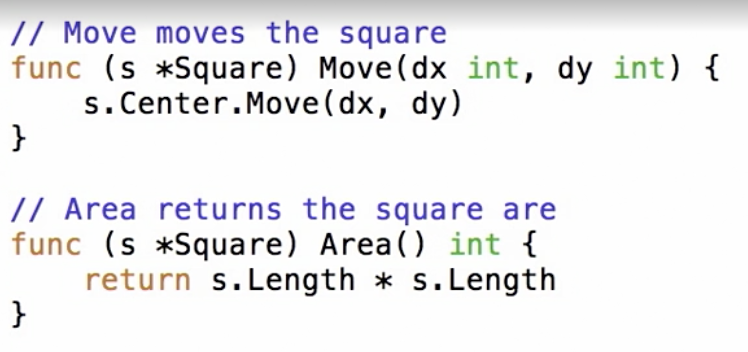 // Move moves the square
func (s *Square) Move(dx int, dy int) {
    s.Center.Move(dx, dy)
}

// Area returns the square are
func (s *Square) Area() int {
    return s.Length * s.Length
}